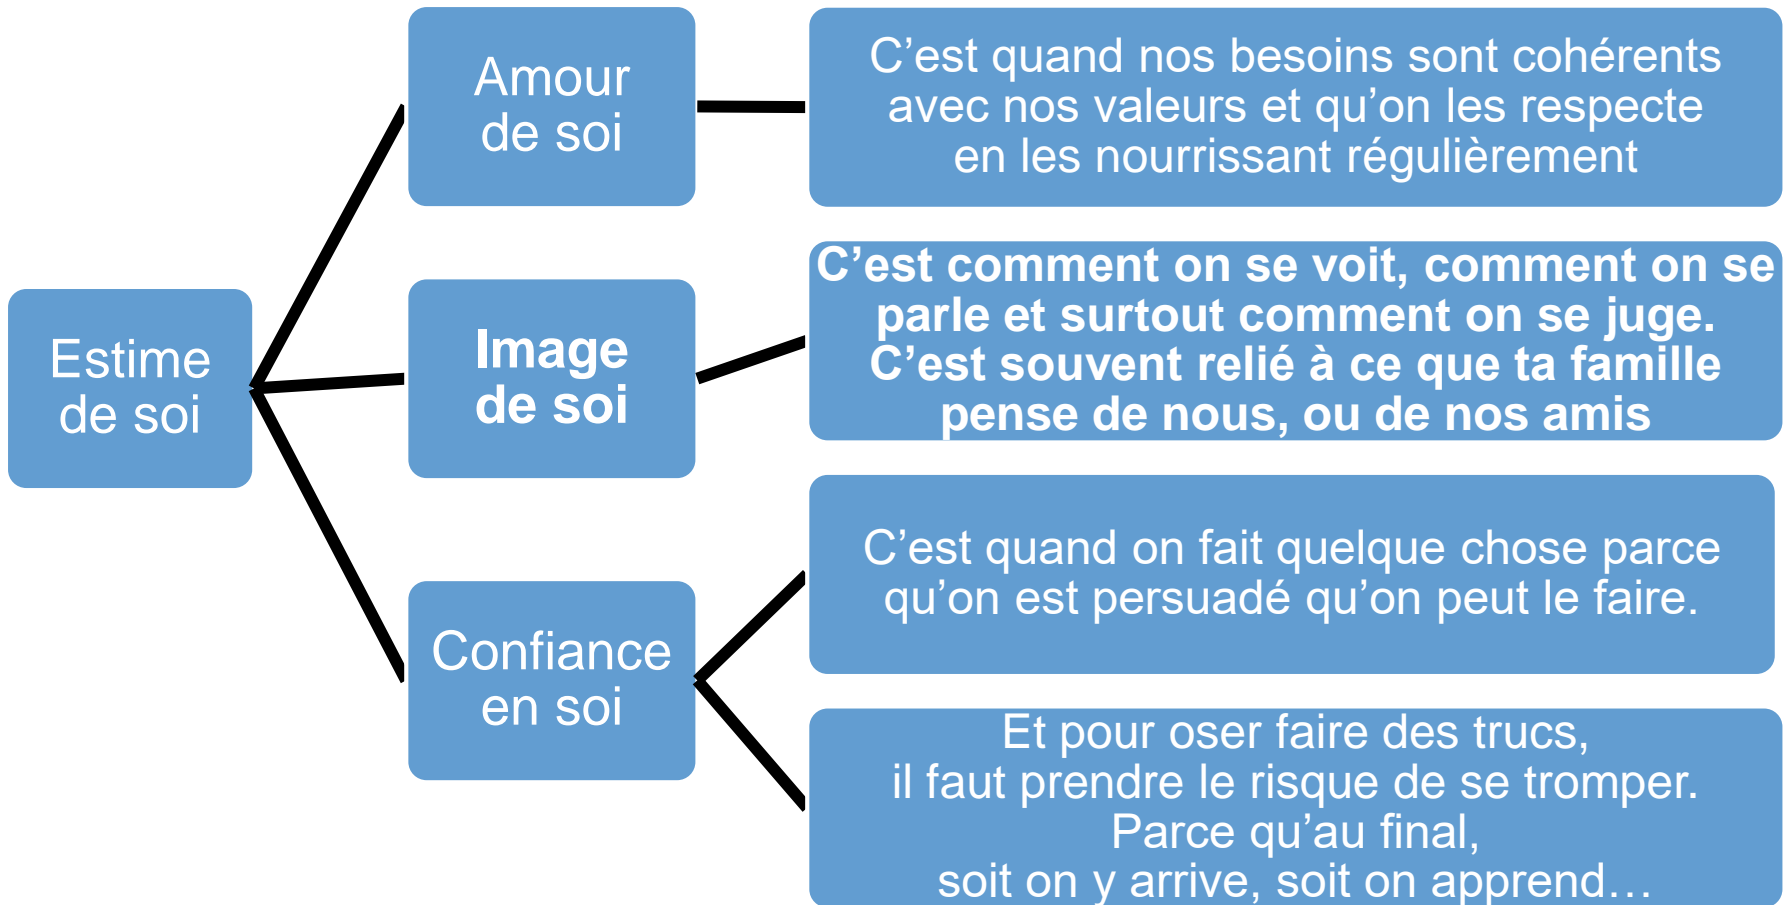 Estime
de soi
Amour
de soi
C’est quand nos besoins sont cohérents
avec nos valeurs et qu’on les respecte
en les nourrissant régulièrement
Image
de soi
C’est comment on se voit, comment on se
parle et surtout comment on se juge.
C’est souvent relié à ce que ta famille
pense de nous, ou de nos amis
Confiance
en soi
C’est quand on fait quelque chose parce
qu’on est persuadé qu’on peut le faire.
Et pour oser faire des trucs,
il faut prendre le risque de se tromper.
Parce qu’au final,
soit on y arrive, soit on apprend…